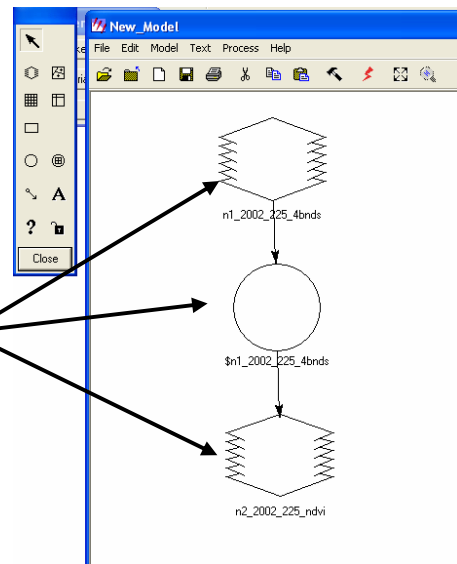 New_Model
File Edit Model Text Process Help
A
?
Close
n1_2002_225_4bnds
$n1_2002_225_4bnds
n2_2002_225_ndvi